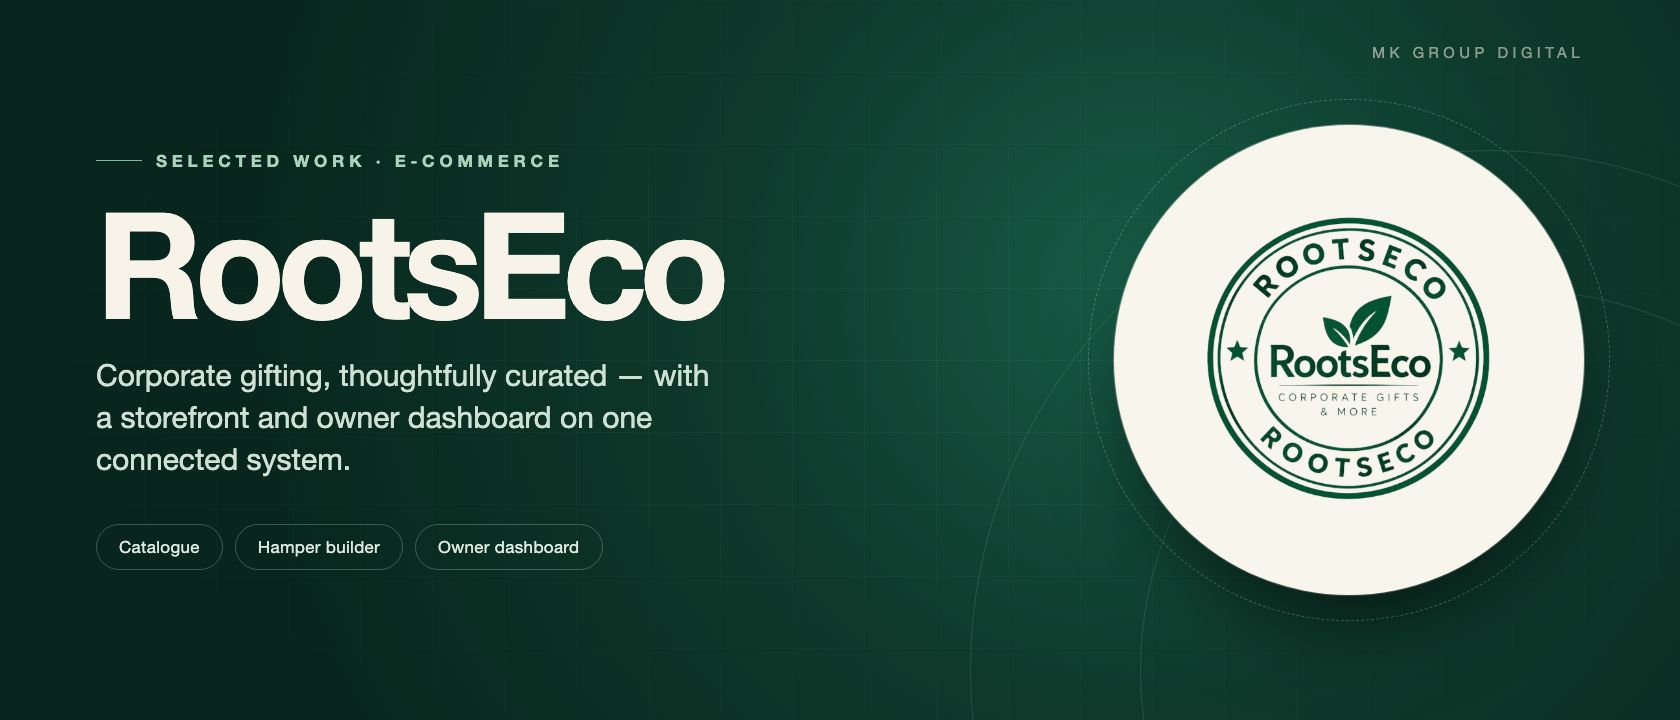 MK GROUP DIGITAL
SELECTED WORK · E-COMMERCE
RootsEco
Corporate gifting, thoughtfully curated — with
a storefront and owner dashboard on one
connected system.
Catalogue
Hamper builder
Owner dashboard
ROOTSECO
RootsEco
CORPORATE GIFTS
& MORE
ROOTSECO